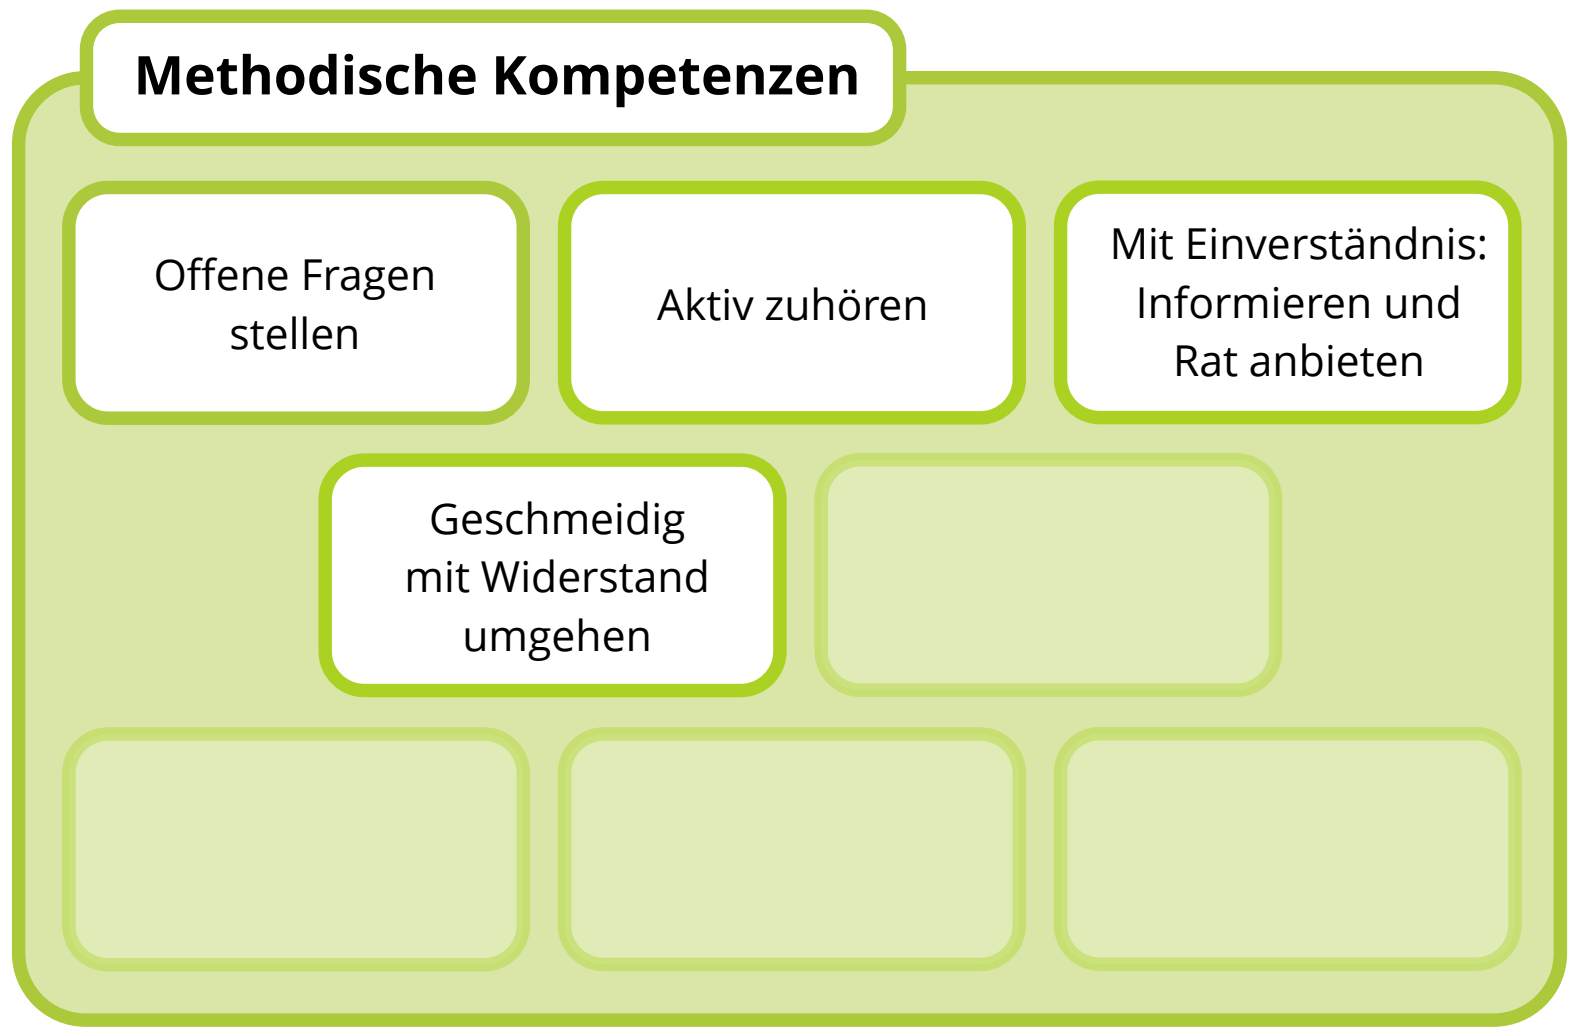 Methodische Kompetenzen
Offene Fragen
stellen
Aktiv zuhören
Mit Einverständnis:
Informieren und
Rat anbieten
Geschmeidig
mit Widerstand
umgehen